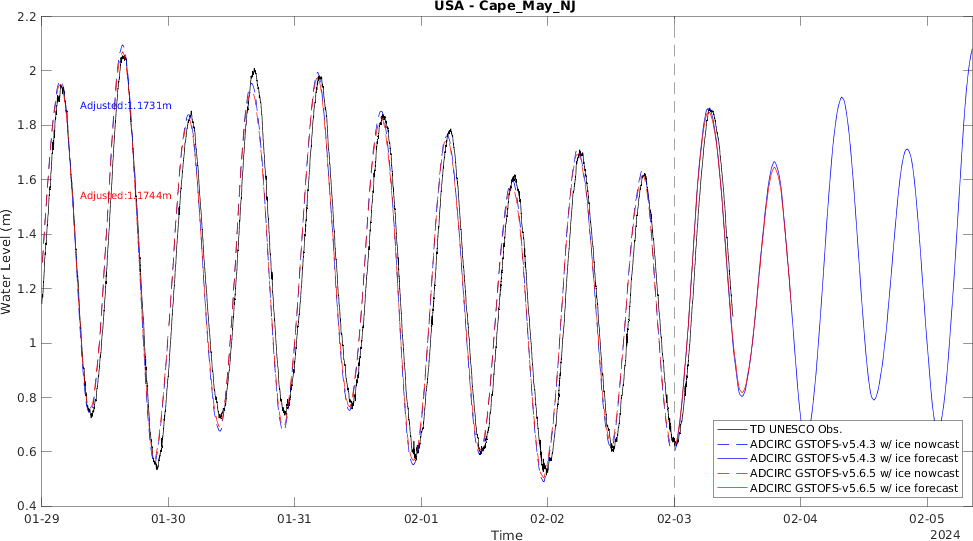 USA - Cape_May_NJ
2.2
2
1.8
1.6
1.4
1.2
1
0.8
0.6
0.4
Water Level (m)
Adjusted:1.1731m
Adjusted:1.1744m
TD UNESCO Obs.
ADCIRC GSTOFS-v5.4.3 w/ ice nowcast
ADCIRC GSTOFS-v5.4.3 w/ ice forecast
ADCIRC GSTOFS-v5.6.5 w/ ice nowcast
ADCIRC GSTOFS-v5.6.5 w/ ice forecast
01-29 01-30 01-31 02-01 02-02 02-03 02-04 02-05
Time
2024